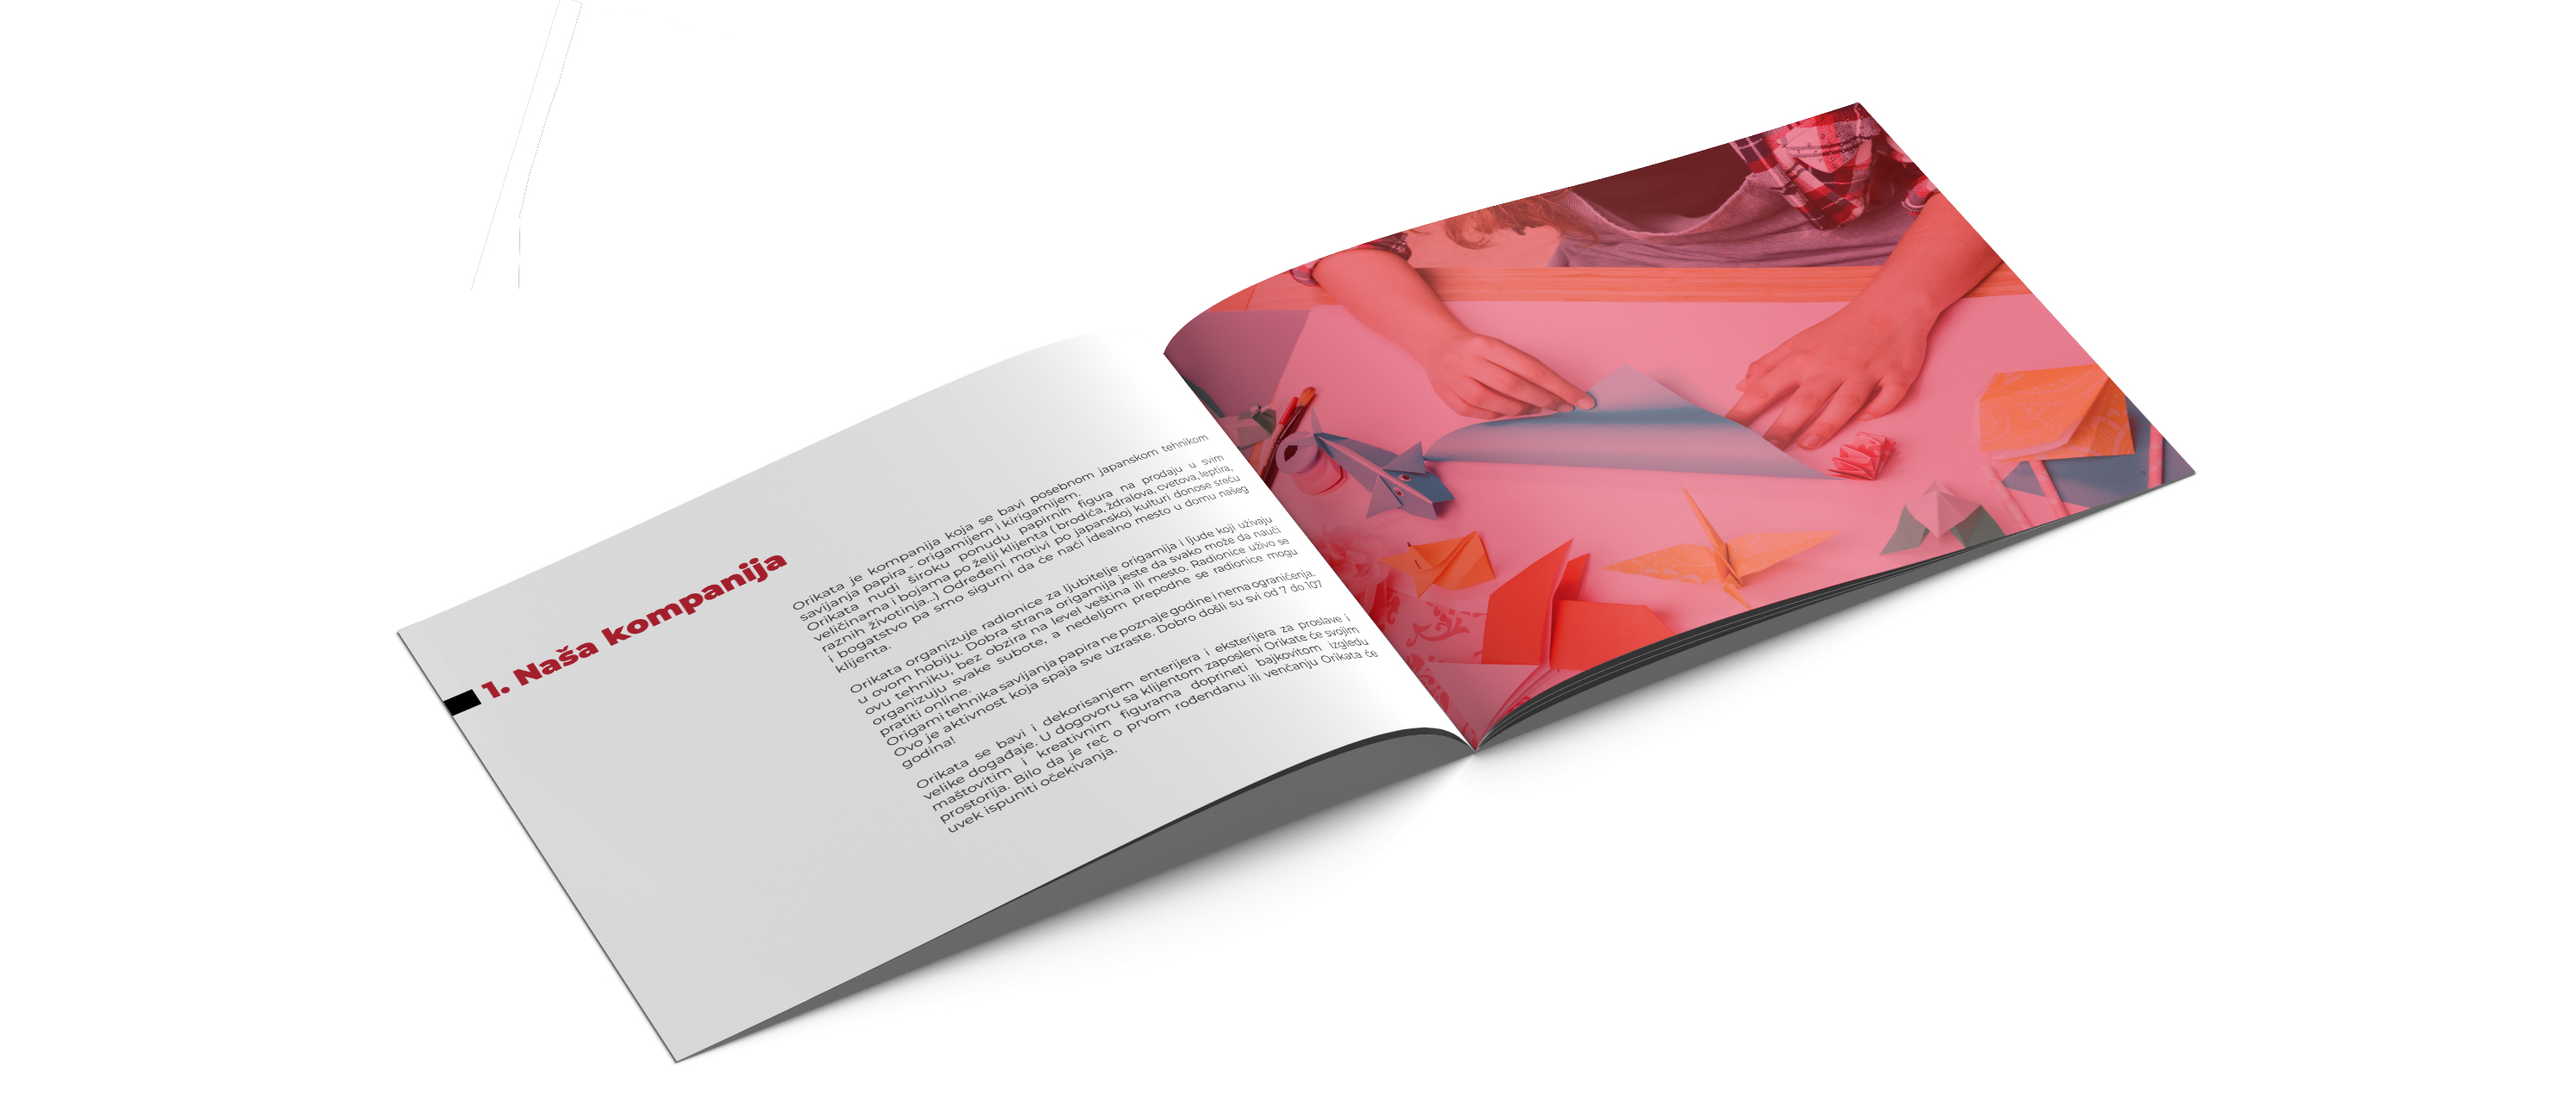 1. Naša kompanija
Orikata je kompanija koja se bavi posebnom japanskom tehnikom
savijanja papira - origamijem i kirigamijem.
Orikata nudi široku ponudu papirnih figura na prodaju u svim
veličinama i bojama po želji klijenta ( brodića, ždralova, cvetova, leptira,
raznih životinja...) Određeni motivi po japanskoj kulturi donose sreću
i bogatstvo pa smo sigurni da će naći idealno mesto u domu našeg
klijenta.
Orikata organizuje radionice za ljubitelje origamija i ljude koji uživaju
u ovom hobiju. Dobra strana origamija jeste da svako može da nauči
ovu tehniku, bez obzira na level veština ili mesto. Radionice uživo se
organizuju svake subote, a nedeljom prepodne se radionice mogu
pratiti online.
Origami tehnika savijanja papira ne poznaje godine i nema ograničenja.
Ovo je aktivnost koja spaja sve uzraste. Dobro došli su svi od 7 do 107
godina!
Orikata se bavi i dekorisanjem enterijera i eksterijera za proslave i
velike događaje. U dogovoru sa klijentom zaposleni Orikate će svojim
maštovitim i kreativnim figurama doprineti bajkovitom izgledu
prostorija. Bilo da je reč o prvom rođendanu ili venčanju Orikata će
uvek ispuniti očekivanja.